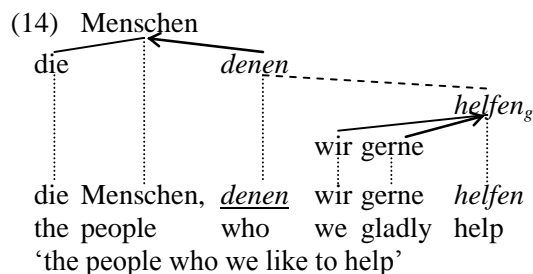 (14) Menschen
die denen
helfen_g
wir gerne
die Menschen, denen wir gerne helfen
the people who we gladly help
‘the people who we like to help’